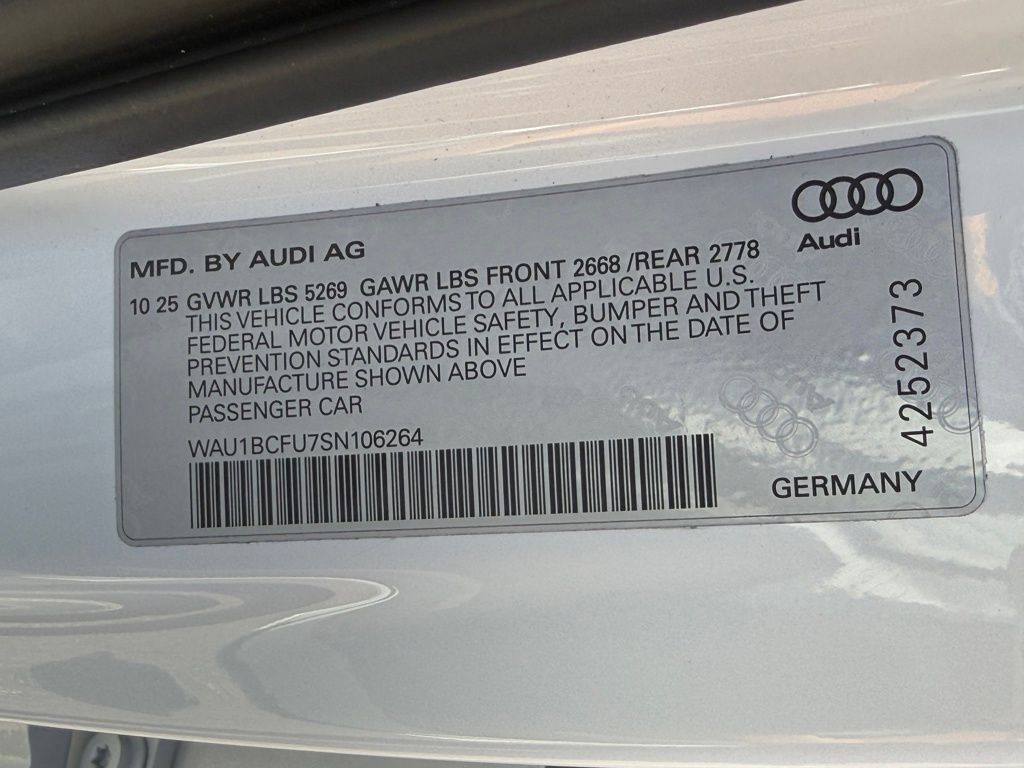 Audi
MFD. BY AUDI AG
10 25 GVWR LBS 5269 GAWR LBS FRONT 2668 /REAR 2778
THIS VEHICLE CONFORMS TO ALL APPLICABLE U.S.
FEDERAL MOTOR VEHICLE SAFETY, BUMPER AND THEFT
PREVENTION STANDARDS IN EFFECT ON THE DATE OF
MANUFACTURE SHOWN ABOVE
PASSENGER CAR
WAU1BCFU7SN106264
GERMANY
4252373